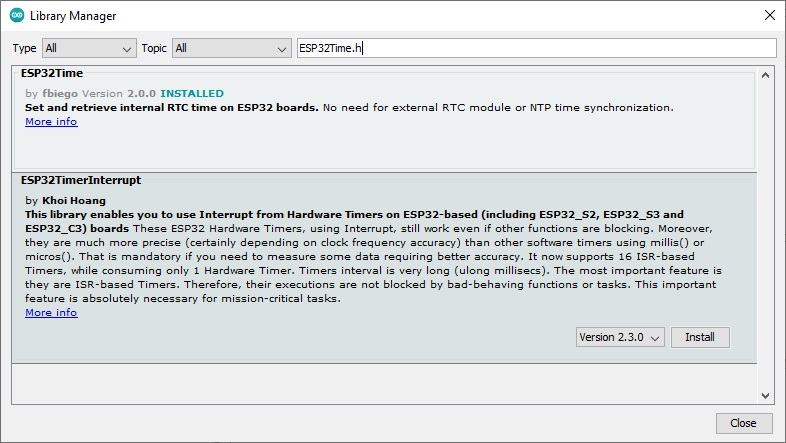 Library Manager
Type All Topic All ESP32Time.h
ESP32Time
by fbiego Version 2.0.0 INSTALLED
Set and retrieve internal RTC time on ESP32 boards. No need for external RTC module or NTP time synchronization.
More info
ESP32TimerInterrupt
by Khoi Hoang
This library enables you to use Interrupt from Hardware Timers on ESP32-based (including ESP32_S2, ESP32_S3 and
ESP32_C3) boards These ESP32 Hardware Timers, using Interrupt, still work even if other functions are blocking. Moreover,
they are much more precise (certainly depending on clock frequency accuracy) than other software timers using millis() or
micros(). That is mandatory if you need to measure some data requiring better accuracy. It now supports 16 ISR-based
Timers, while consuming only 1 Hardware Timer. Timers interval is very long (ulong millisecs). The most important feature is
they are ISR-based Timers. Therefore, their executions are not blocked by bad-behaving functions or tasks. This important
feature is absolutely necessary for mission-critical tasks.
More info
Version 2.3.0 Install
Close